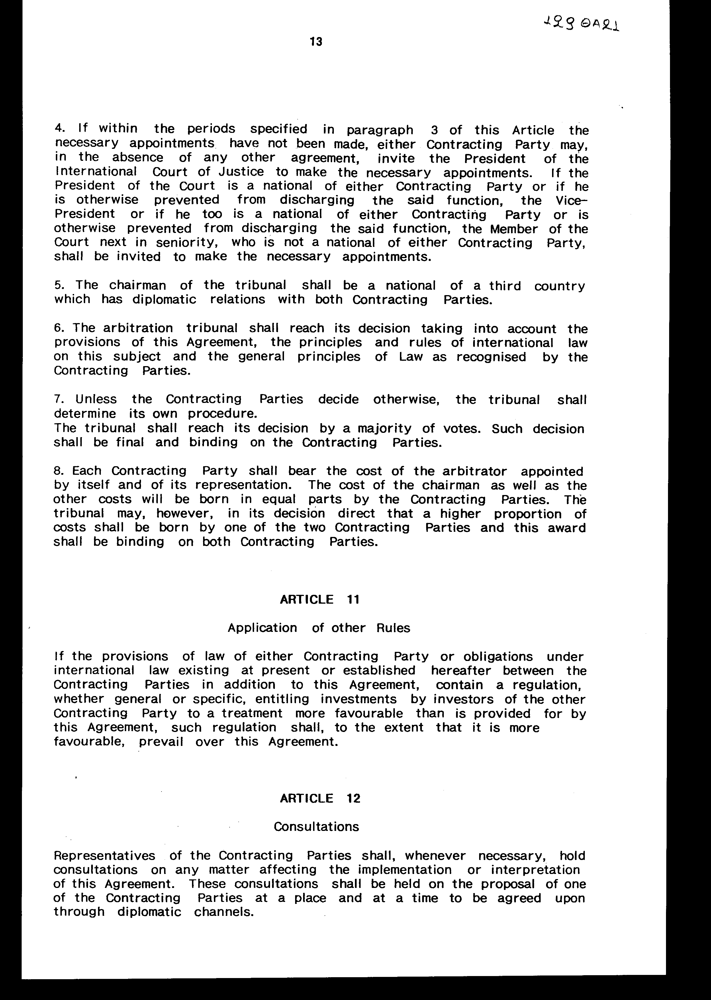 13
4. If within the periods specified in paragraph 3 of this Article the
necessary appointments have not been made, either Contracting Party may,
in the absence of any other agreement, invite the President of the
International Court of Justice to make the necessary appointments. If the
President of the Court is a national of either Contracting Party or if he
is otherwise prevented from discharging the said function, the Vice-
President or if he too is a national of either Contracting Party or is
otherwise prevented from discharging the said function, the Member of the
Court next in seniority, who is not a national of either Contracting Party,
shall be invited to make the necessary appointments.
5. The chairman of the tribunal shall be a national of a third country
which has diplomatic relations with both Contracting Parties.
6. The arbitration tribunal shall reach its decision taking into account the
provisions of this Agreement, the principles and rules of international law
on this subject and the general principles of Law as recognised by the
Contracting Parties.
7. Unless the Contracting Parties decide otherwise, the tribunal shall
determine its own procedure.
The tribunal shall reach its decision by a majority of votes. Such decision
shall be final and binding on the Contracting Parties.
8. Each Contracting Party shall bear the cost of the arbitrator appointed
by itself and of its representation. The cost of the chairman as well as the
other costs will be born in equal parts by the Contracting Parties. The
tribunal may, however, in its decision direct that a higher proportion of
costs shall be born by one of the two Contracting Parties and this award
shall be binding on both Contracting Parties.
ARTICLE 11
Application of other Rules
If the provisions of law of either Contracting Party or obligations under
international law existing at present or established hereafter between the
Contracting Parties in addition to this Agreement, contain a regulation,
whether general or specific, entitling investments by investors of the other
Contracting Party to a treatment more favourable than is provided for by
this Agreement, such regulation shall, to the extent that it is more
favourable, prevail over this Agreement.
ARTICLE 12
Consultations
Representatives of the Contracting Parties shall, whenever necessary, hold
consultations on any matter affecting the implementation or interpretation
of this Agreement. These consultations shall be held on the proposal of one
of the Contracting Parties at a place and at a time to be agreed upon
through diplomatic channels.